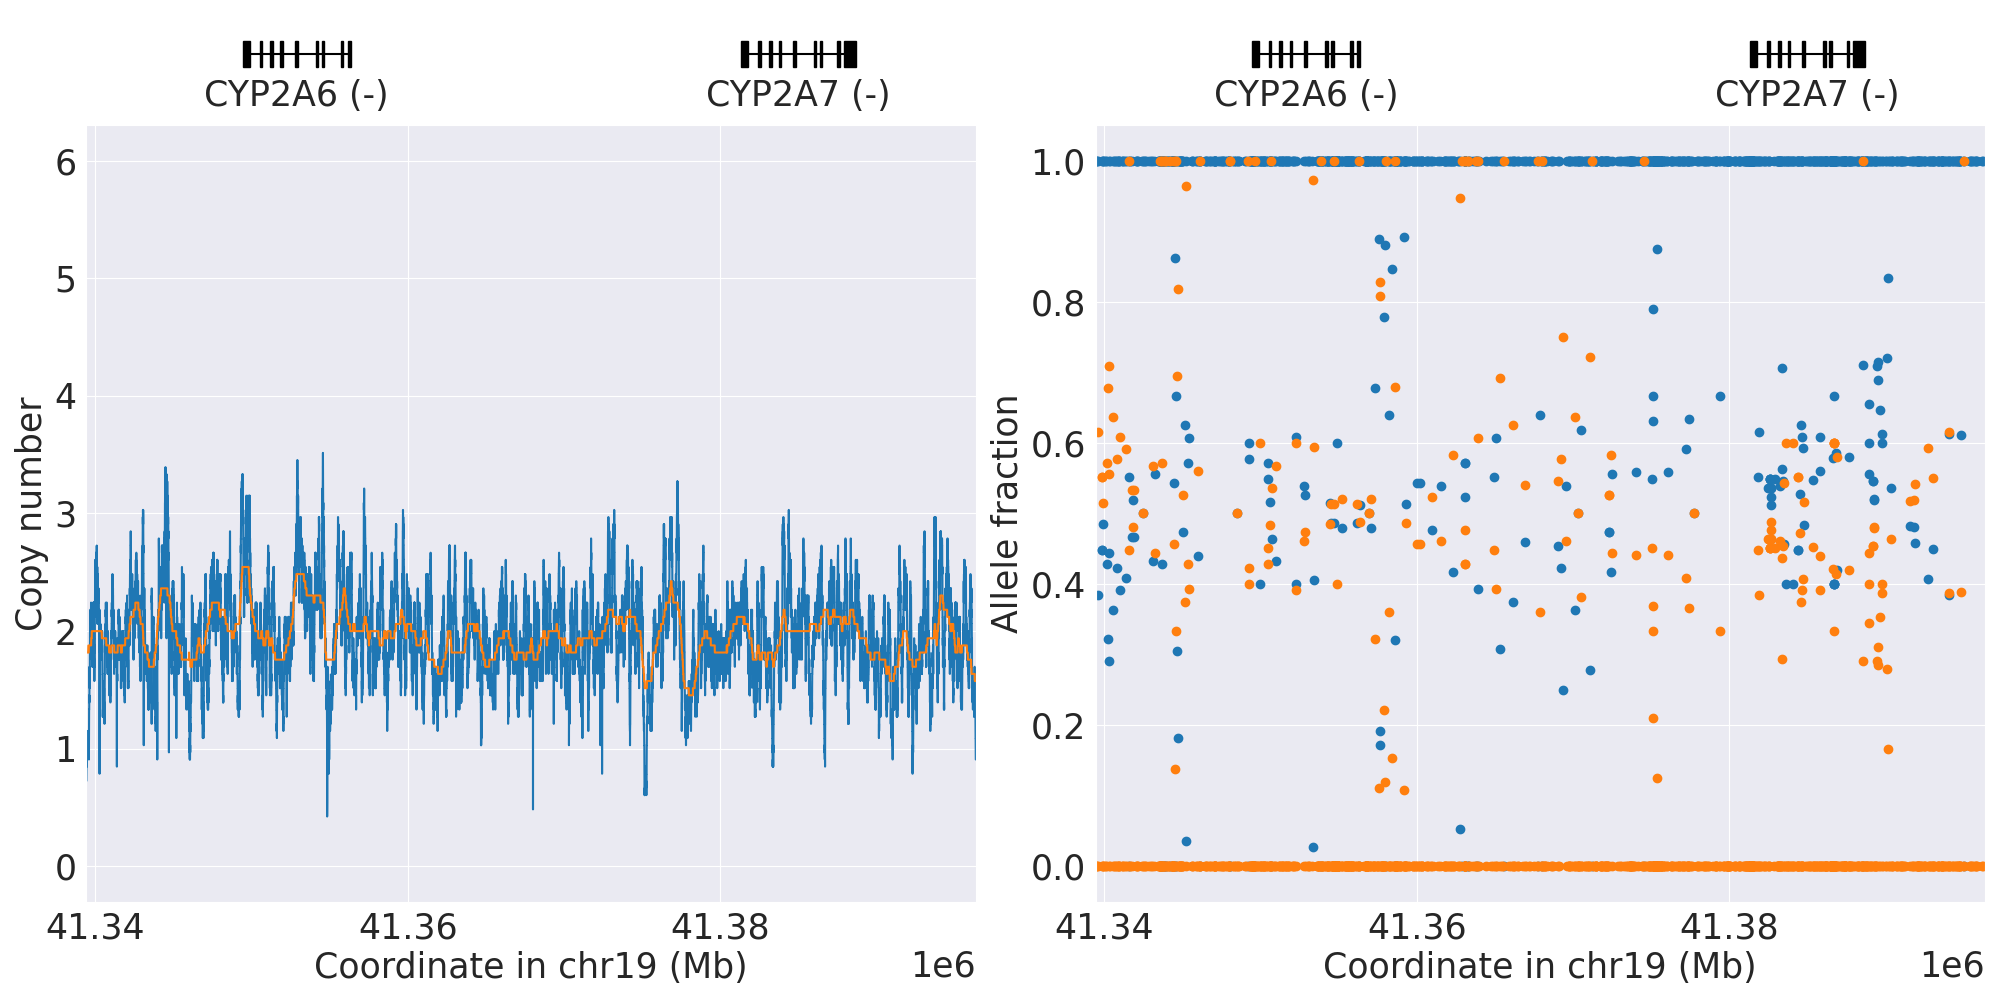 CYP2A6 (-)
CYP2A7 (-)
6
5
4
3
2
1
0
Copy number
41.34
41.36
41.38
Coordinate in chr19 (Mb)
1e6
CYP2A6 (-)
CYP2A7 (-)
1.0
0.8
0.6
0.4
0.2
0.0
Allele fraction
41.34
41.36
41.38
Coordinate in chr19 (Mb)
1e6